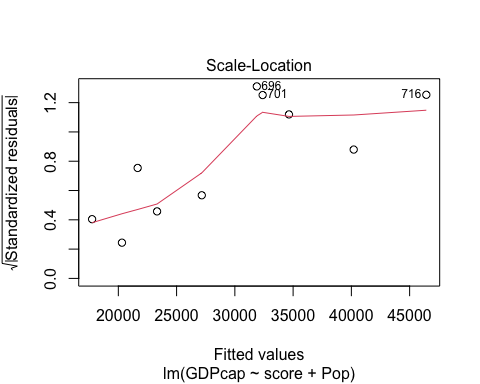 Scale-Location
√|Standardized residuals|
0.0 0.4 0.8 1.2
696
701
716
20000 25000 30000 35000 40000 45000
Fitted values
lm(GDPcap ~ score + Pop)